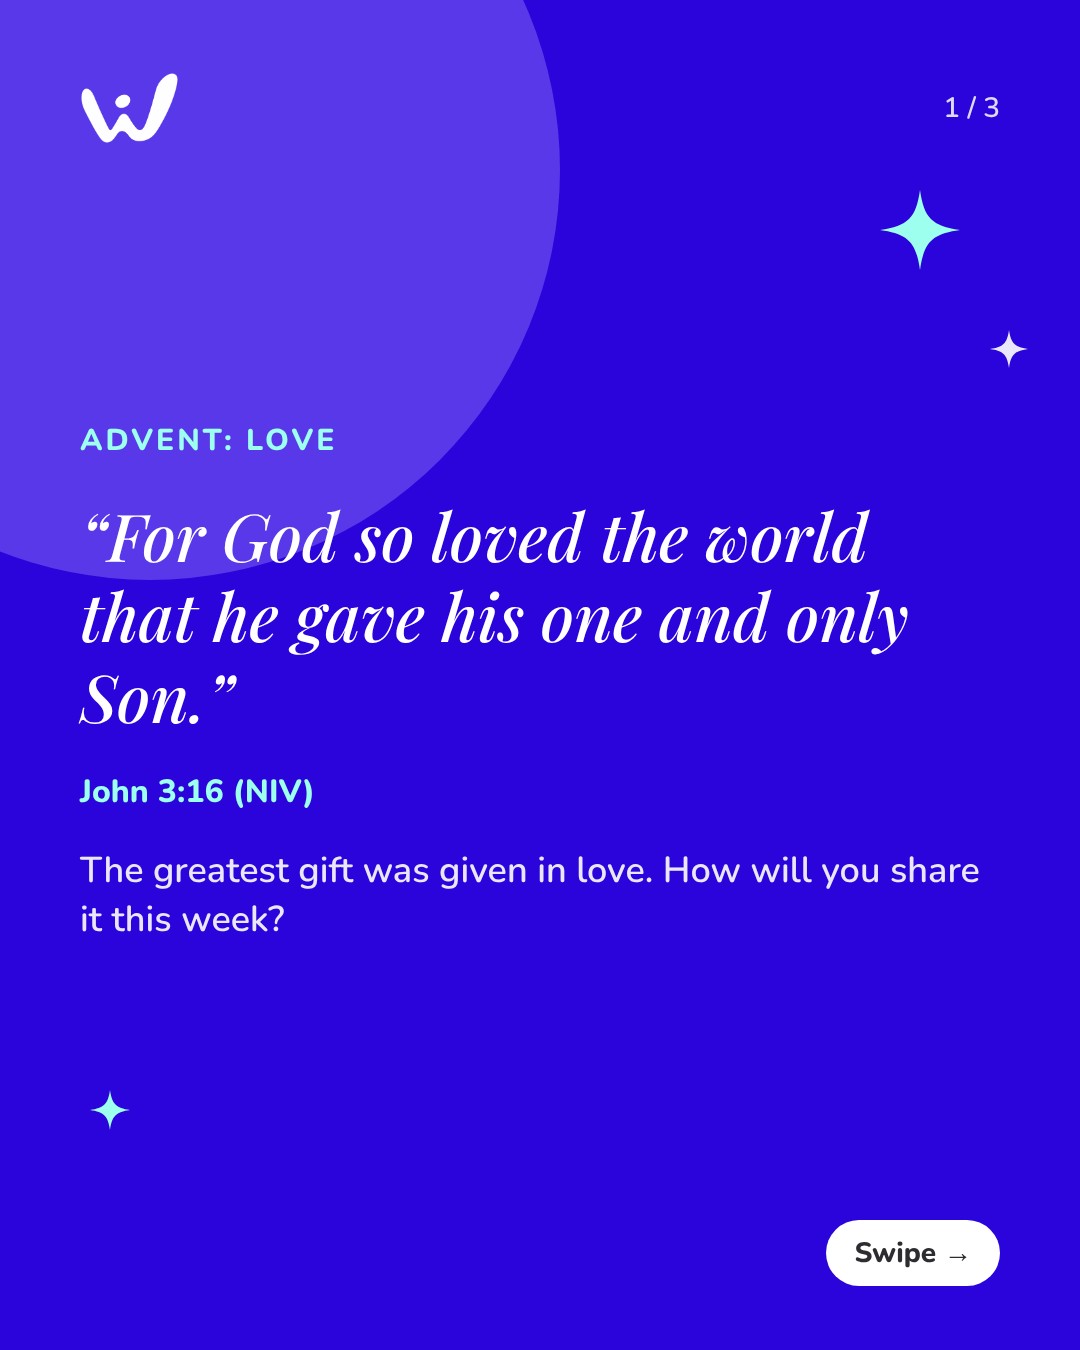 1 / 3
ADVENT: LOVE
“For God so loved the world
that he gave his one and only
Son.”
John 3:16 (NIV)
The greatest gift was given in love. How will you share
it this week?
Swipe →